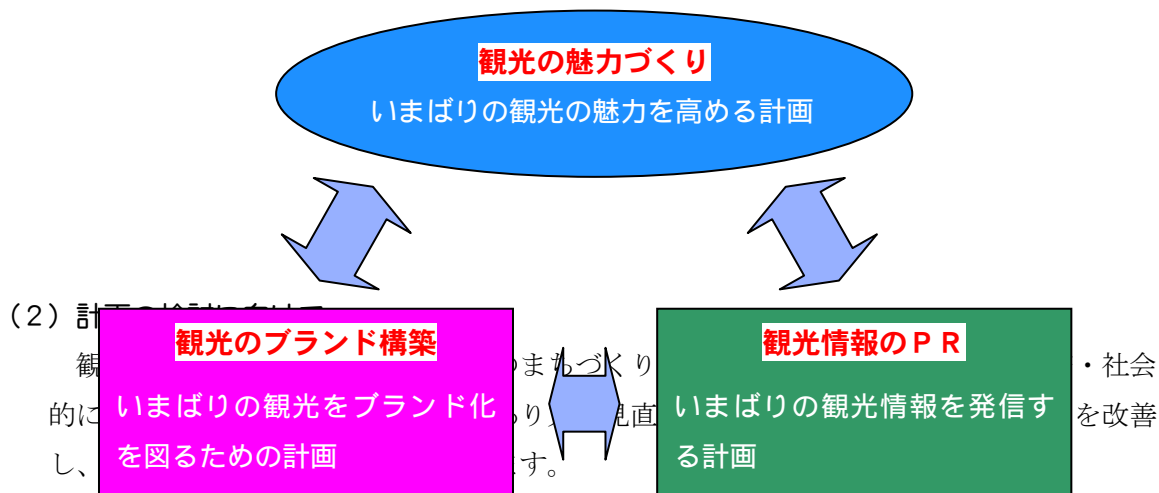 観光の魅力づくり
いまばりの観光の魅力を高める計画
（2）計
観光のブランド構築
いまばりの観光をブランド化
を図るための計画
観光情報のＰＲ
いまばりの観光情報を発信す
る計画
観 まちづくり ・社会
的に 見直 を改善
し、 す。